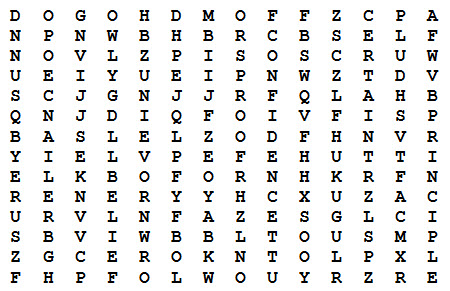 D O G O H D M O F F Z C P A
N P N W B H B R C B S E L F
N O V L Z P I S O S C R U W
U E I Y U E I P N W Z T D V
S C J G N J J R F Q L A H B
Q N J D I Q F O I V F I S P
B A S L E L Z O D F H N V R
Y I E L V P E F E H U T T I
E L K B O F O R N H K R F N
R E N E R Y Y H C X U Z A C
U R V L N F A Z E S G L C I
S B V I W B B L T O U S M P
Z G C E R O K N T O L P X L
F H P F O L W O U Y R Z R E